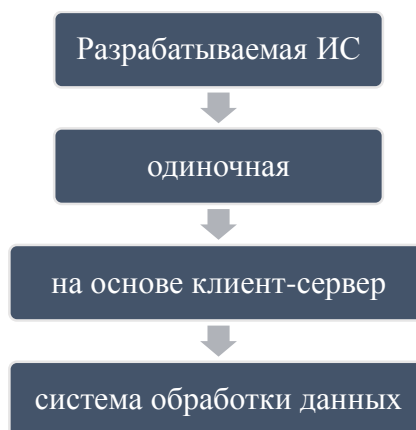 Разрабатываемая ИС
одиночная
на основе клиент-сервер
система обработки данных